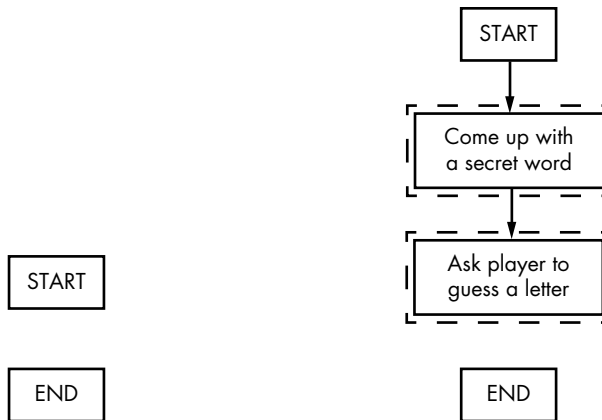 START
END
START
Come up with
a secret word
Ask player to
guess a letter
END